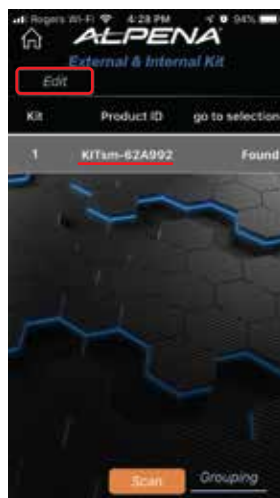 Rogers Wi-Fi 4:28 PM 94%
ALPENA
External & Internal Kit
Edit
Kit Product ID go to selection
1 KITsm-62A992 Found
Scan Grouping